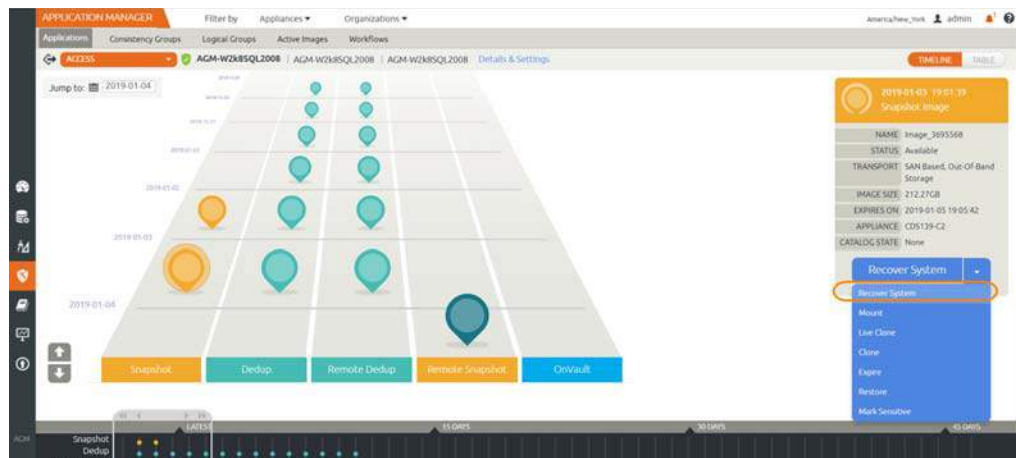 APPLICATION MANAGER
Filter by
Appliances
Organizations
America/New_York
admin
1
Applications
Consistency Groups
Logical Groups
Active Images
Workflows
ACCESS
AGM-W2k8SQL2008 | AGM-W2k8SQL2008 | AGM-W2k8SQL2008
Details & Settings
TIMELINE
TABLE
Jump to:
2019-01-04
2019-01-02
2019-01-03
2019-01-04
2019-01-03 19:01:39
Snapshot Image
NAME Image_3695568
STATUS Available
TRANSPORT SAN Based, Out-Of-Band
Storage
IMAGE SIZE 212.27GB
EXPIRES ON 2019-01-05 19:05:42
APPLIANCE CDS139-C2
CATALOG STATE None
Recover System
Recover System
Mount
Live Clone
Clone
Expire
Restore
Mark Sensitive
Snapshot
Dedup
Remote Dedup
Remote Snapshot
OnVault
LATEST
15 DAYS
30 DAYS
45 DAYS
AGM
Snapshot
Dedup